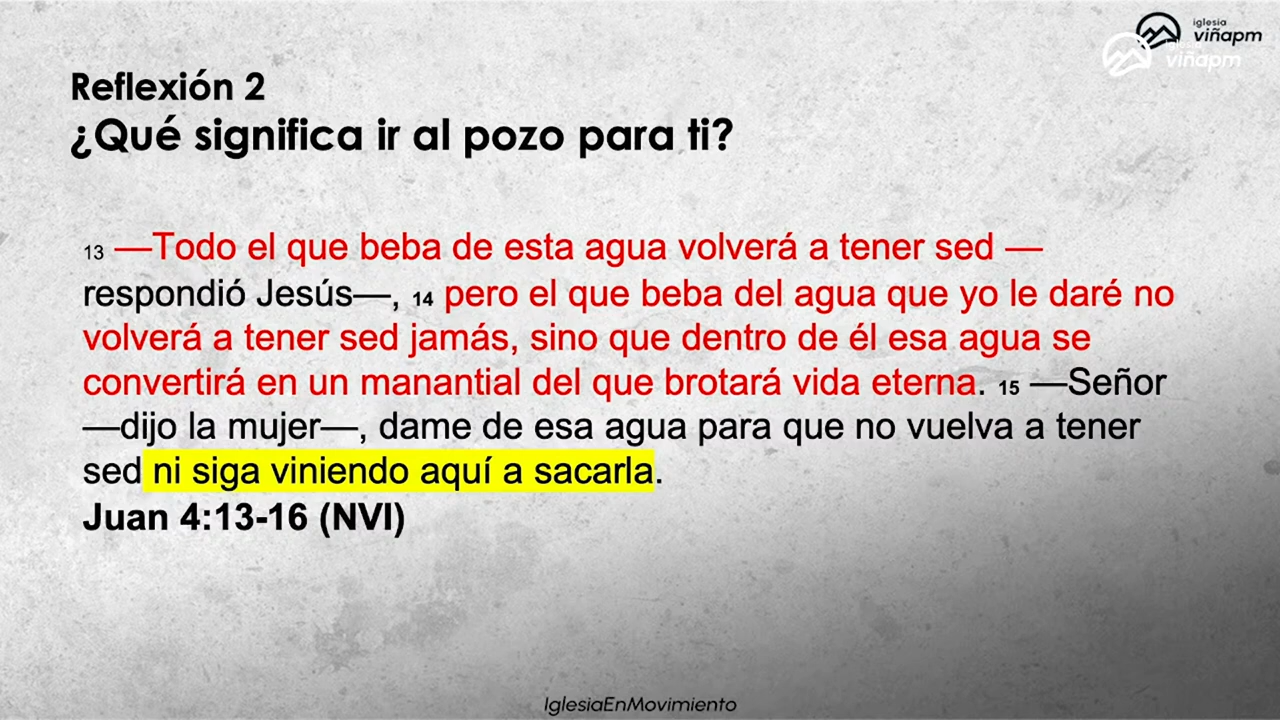 iglesia
viñapm
iglesia
viñapm
Reflexión 2
¿Qué significa ir al pozo para ti?
13 —Todo el que beba de esta agua volverá a tener sed —
respondió Jesús—, 14 pero el que beba del agua que yo le daré no
volverá a tener sed jamás, sino que dentro de él esa agua se
convertirá en un manantial del que brotará vida eterna. 15 —Señor
—dijo la mujer—, dame de esa agua para que no vuelva a tener
sed ni siga viniendo aquí a sacarla.
Juan 4:13-16 (NVI)
IglesiaEnMovimiento